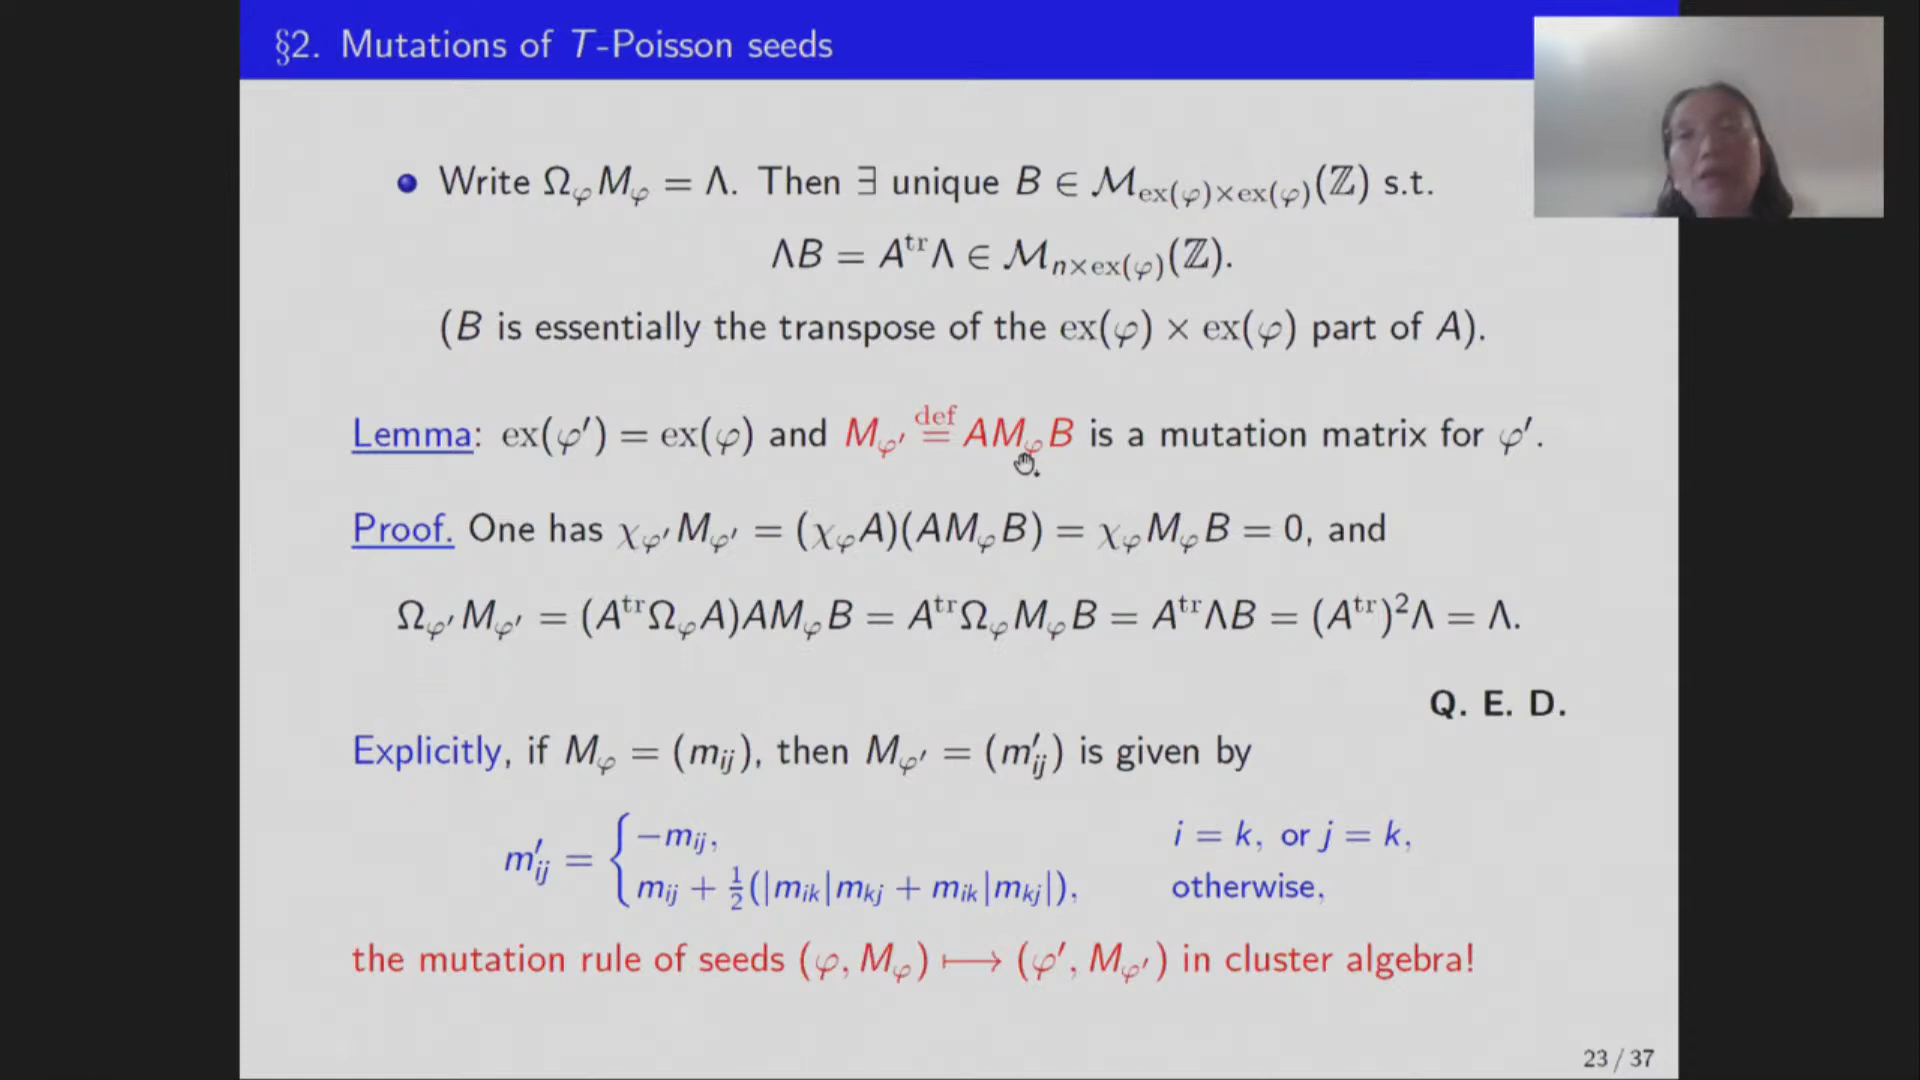 §2. Mutations of T-Poisson seeds
• Write Ω_φ M_φ = Λ. Then ∃ unique B ∈ M_{ex(φ)×ex(φ)}(ℤ) s.t.
ΛB = A^{tr}Λ ∈ M_{n×ex(φ)}(ℤ).
(B is essentially the transpose of the ex(φ) × ex(φ) part of A).
Lemma: ex(φ′) = ex(φ) and M_{φ′} \stackrel{def}{=} AM_φB is a mutation matrix for φ′.
Proof. One has χ_{φ′}M_{φ′} = (χ_φA)(AM_φB) = χ_φM_φB = 0, and
Ω_{φ′}M_{φ′} = (A^{tr}Ω_φA)AM_φB = A^{tr}Ω_φM_φB = A^{tr}ΛB = (A^{tr})²Λ = Λ.
Q. E. D.
Explicitly, if M_φ = (m_{ij}), then M_{φ′} = (m′_{ij}) is given by
m′_{ij} = { −m_{ij}, i = k, or j = k,
m_{ij} + ½(|m_{ik}|m_{kj} + m_{ik}|m_{kj}|), otherwise,
the mutation rule of seeds (φ, M_φ) ⟼ (φ′, M_{φ′}) in cluster algebra!
23 / 37